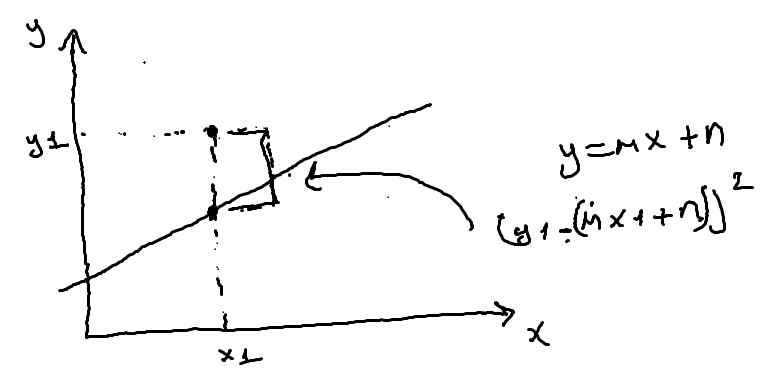 y
y1
y=mx+n
(y1-(mx1+n))²
x1
x